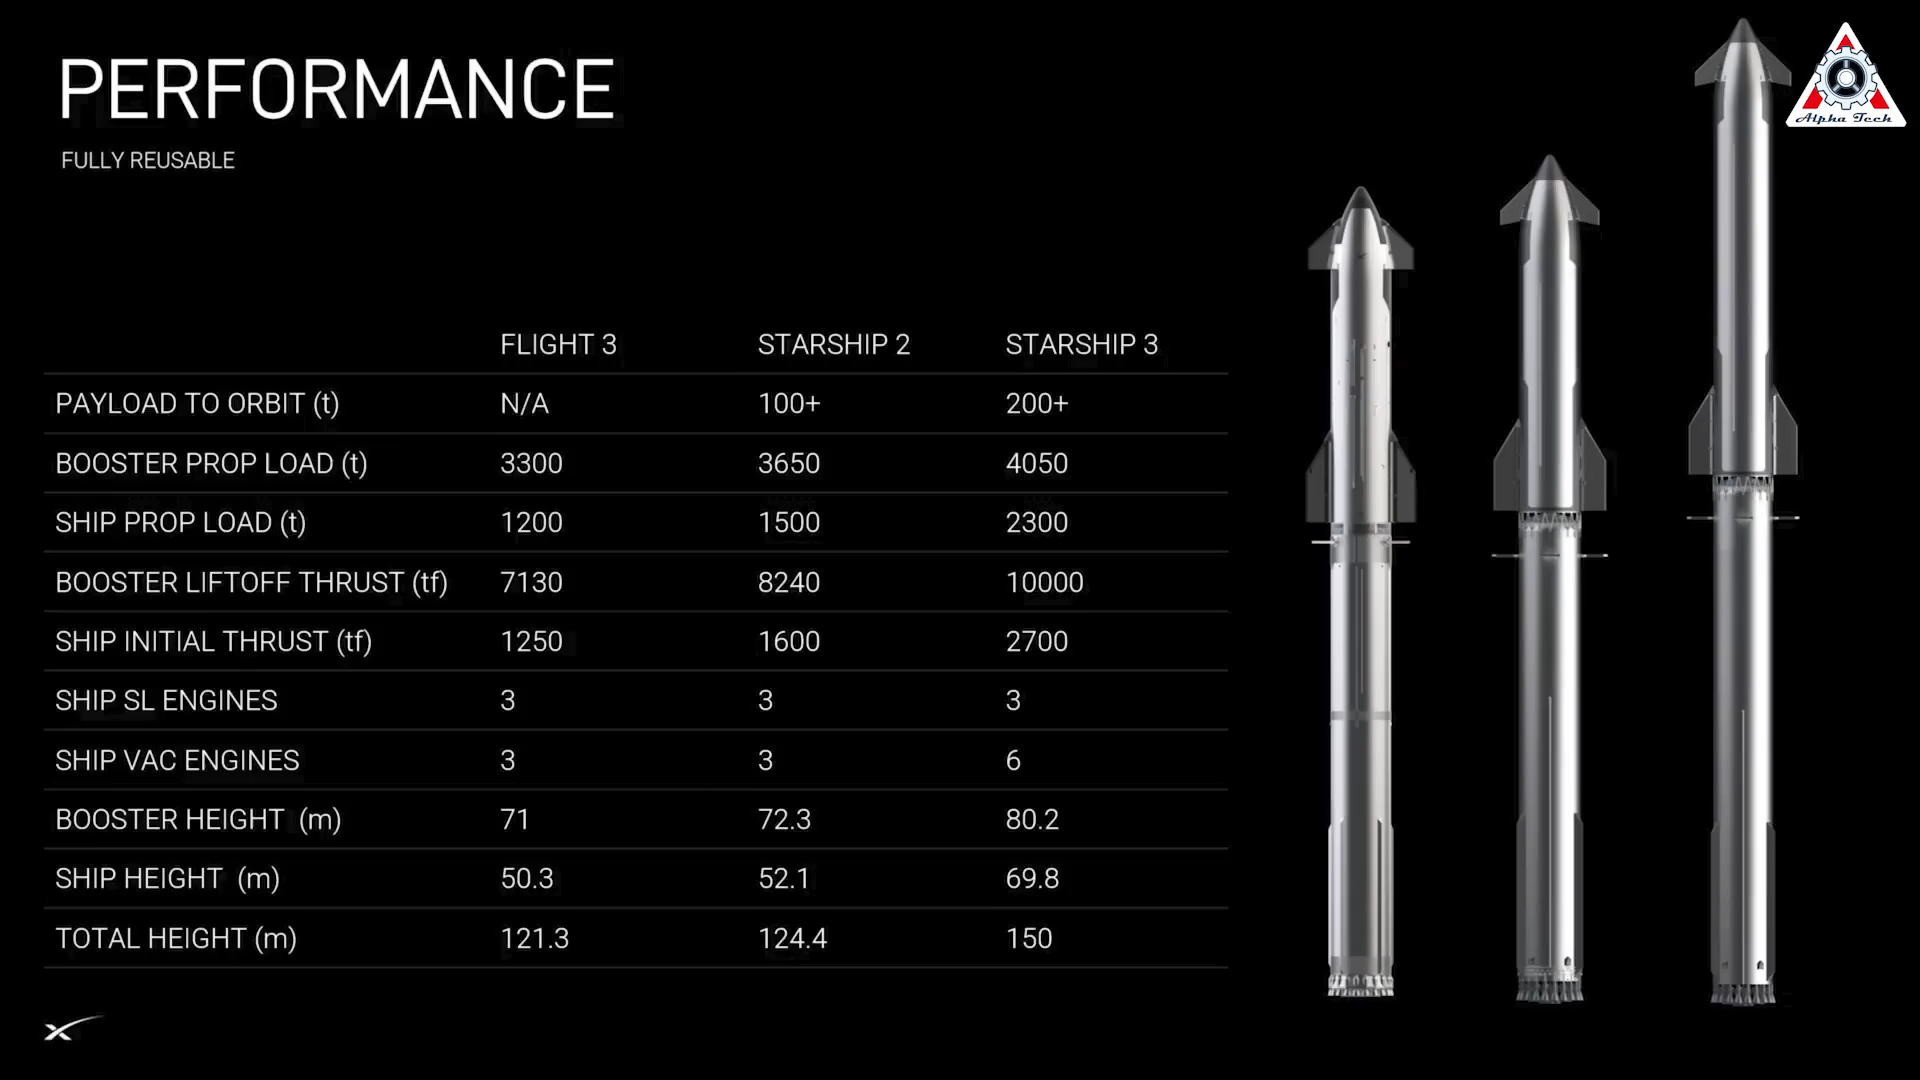 PERFORMANCE
FULLY REUSABLE
Alpha Tech
FLIGHT 3 STARSHIP 2 STARSHIP 3
PAYLOAD TO ORBIT (t) N/A 100+ 200+
BOOSTER PROP LOAD (t) 3300 3650 4050
SHIP PROP LOAD (t) 1200 1500 2300
BOOSTER LIFTOFF THRUST (tf) 7130 8240 10000
SHIP INITIAL THRUST (tf) 1250 1600 2700
SHIP SL ENGINES 3 3 3
SHIP VAC ENGINES 3 3 6
BOOSTER HEIGHT (m) 71 72.3 80.2
SHIP HEIGHT (m) 50.3 52.1 69.8
TOTAL HEIGHT (m) 121.3 124.4 150